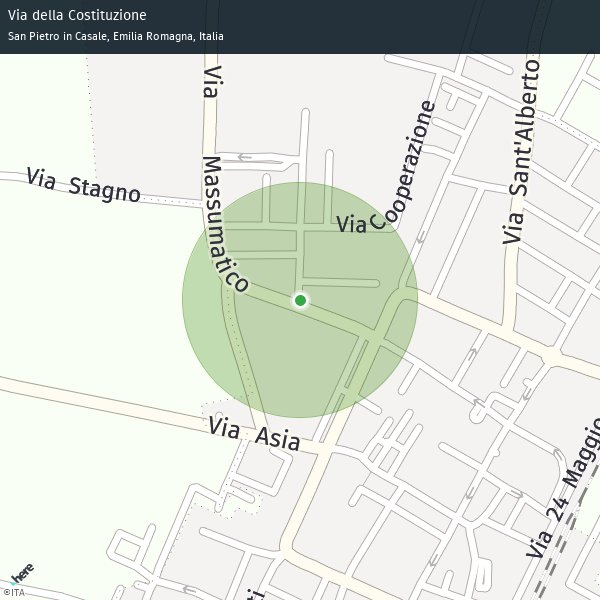 Via della Costituzione
San Pietro in Casale, Emilia Romagna, Italia
Via Massumatico
Via Stagno
Via Cooperazione
Via Sant'Alberto
Via Asia
Via 24 Maggio
ti
here
©ITA